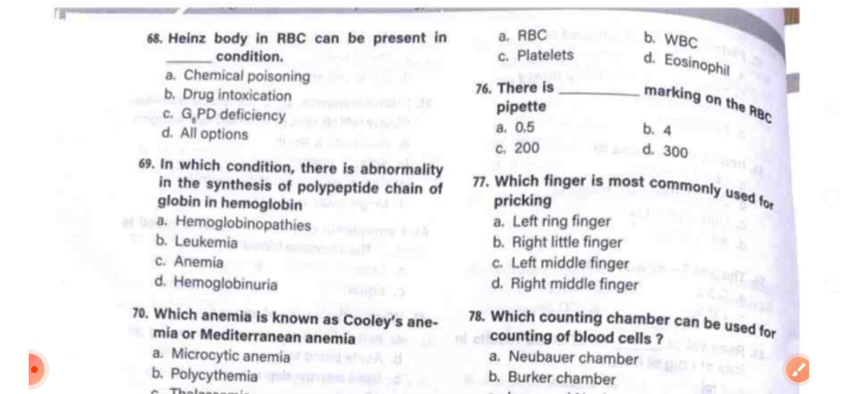 68. Heinz body in RBC can be present in
______ condition.
a. Chemical poisoning
b. Drug intoxication
c. G6PD deficiency
d. All options
69. In which condition, there is abnormality
in the synthesis of polypeptide chain of
globin in hemoglobin
a. Hemoglobinopathies
b. Leukemia
c. Anemia
d. Hemoglobinuria
70. Which anemia is known as Cooley's ane-
mia or Mediterranean anemia
a. Microcytic anemia
b. Polycythemia
a. RBC b. WBC
c. Platelets d. Eosinophil
76. There is __________ marking on the RBC
pipette
a. 0.5 b. 4
c. 200 d. 300
77. Which finger is most commonly used for
pricking
a. Left ring finger
b. Right little finger
c. Left middle finger
d. Right middle finger
78. Which counting chamber can be used for
counting of blood cells ?
a. Neubauer chamber
b. Burker chamber